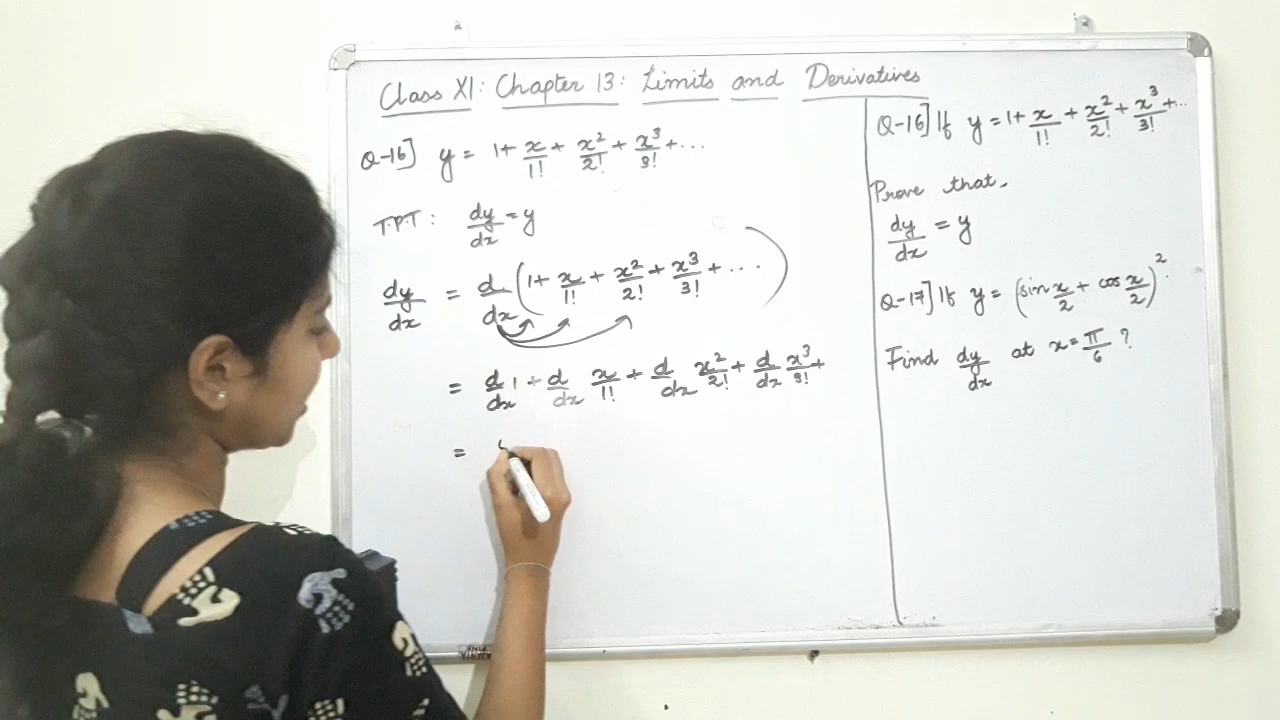 Class XI: Chapter 13: Limits and Derivatives
Q-16] y = 1 + x/1! + x²/2! + x³/3! + ...
T.P.T: dy/dx = y
dy/dx = d/dx (1 + x/1! + x²/2! + x³/3! + ....)
= d/dx 1 + d/dx x/1! + d/dx x²/2! + d/dx x³/3! +
=
Q-16] If y = 1 + x/1! + x²/2! + x³/3! + ...
Prove that,
dy/dx = y
Q-17] If y = (sin x/2 + cos x/2)².
Find dy/dx at x = π/6 ?